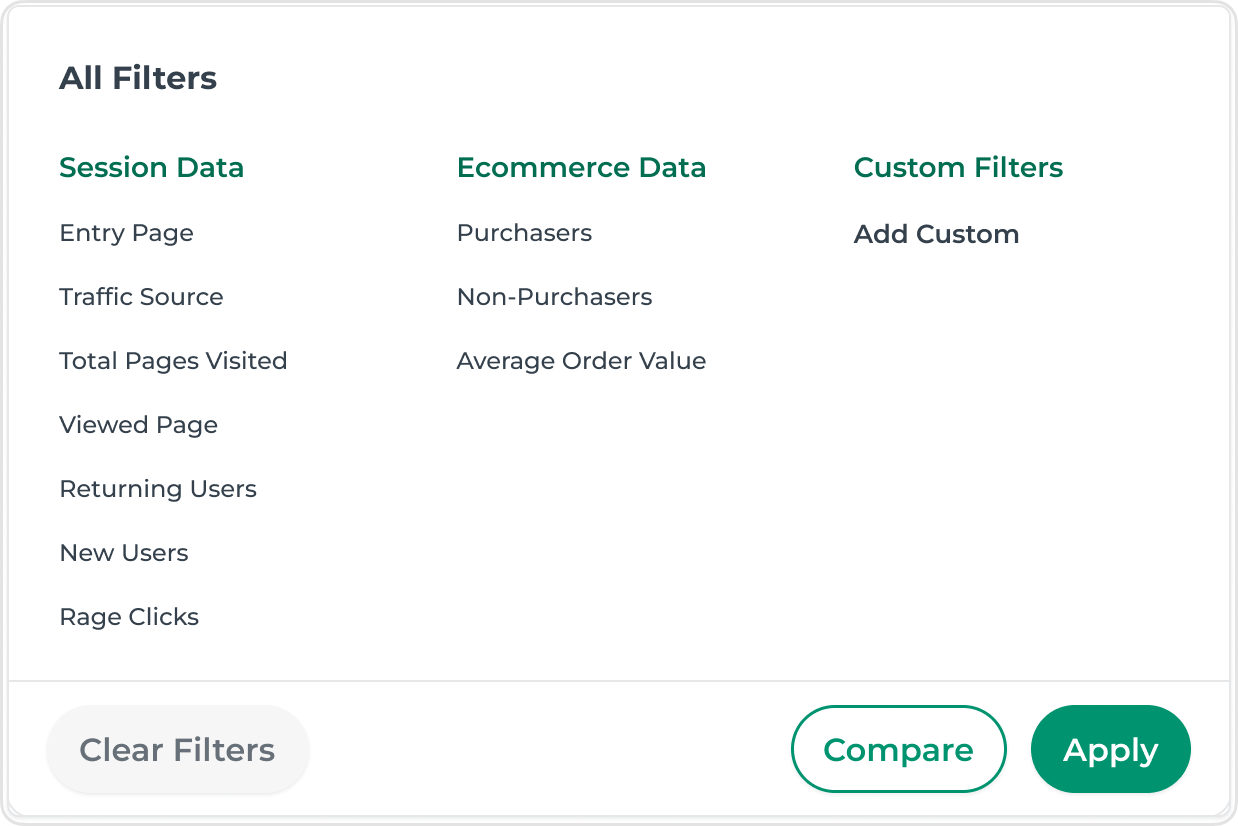 All Filters
Session Data
Entry Page
Traffic Source
Total Pages Visited
Viewed Page
Returning Users
New Users
Rage Clicks
Ecommerce Data
Purchasers
Non-Purchasers
Average Order Value
Custom Filters
Add Custom
Clear Filters
Compare
Apply